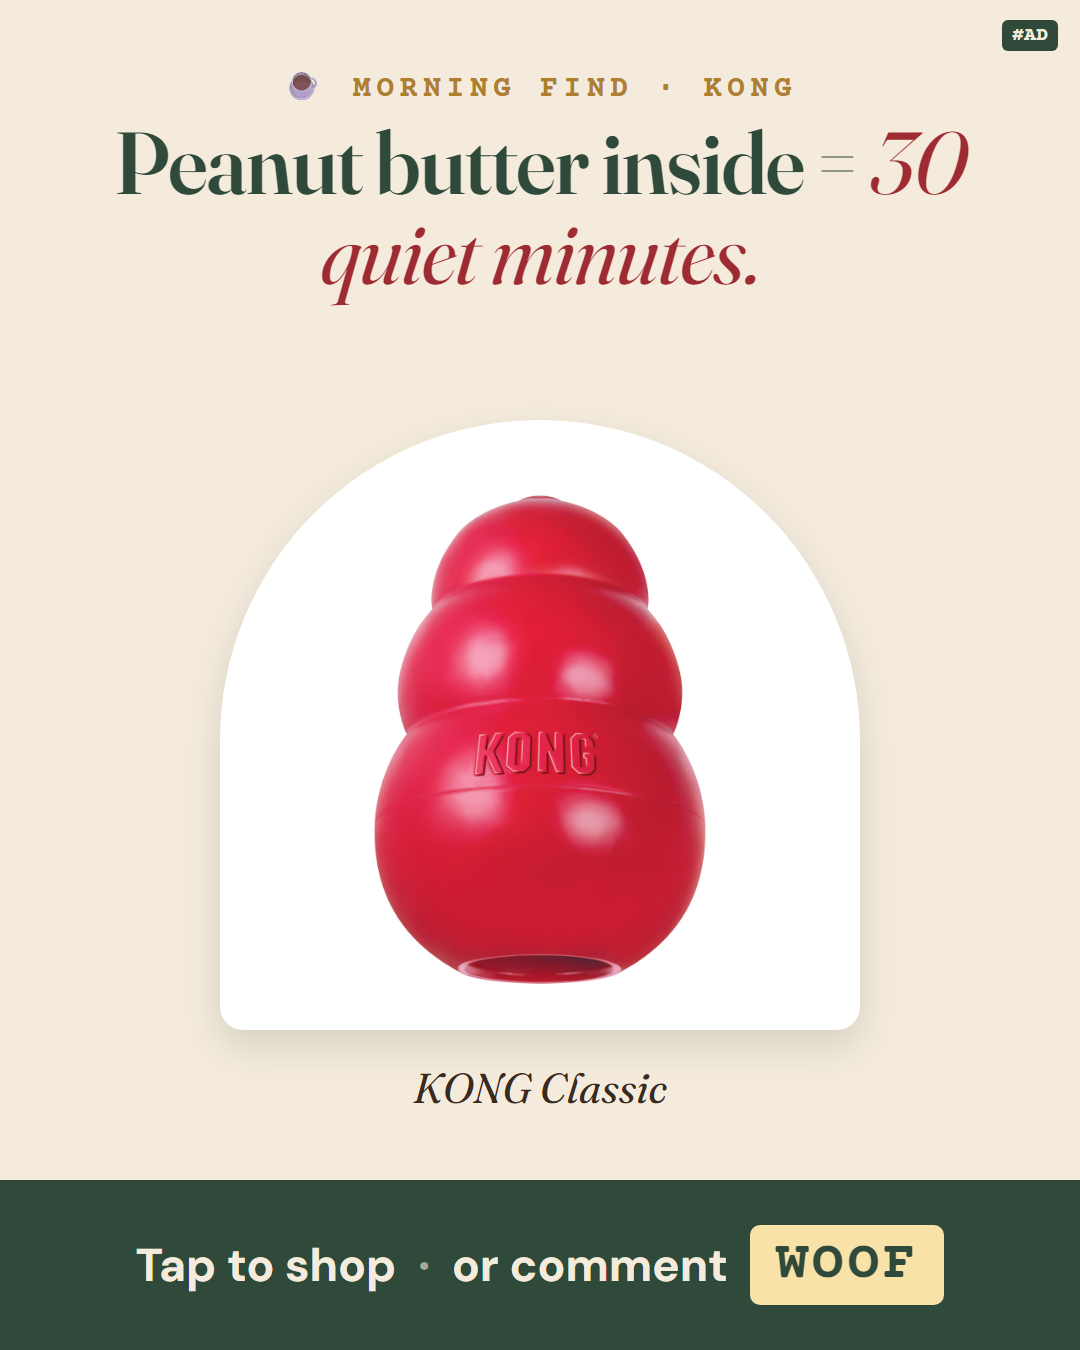 #AD
MORNING FIND · KONG
Peanut butter inside = 30
quiet minutes.
KONG
KONG Classic
Tap to shop · or comment WOOF